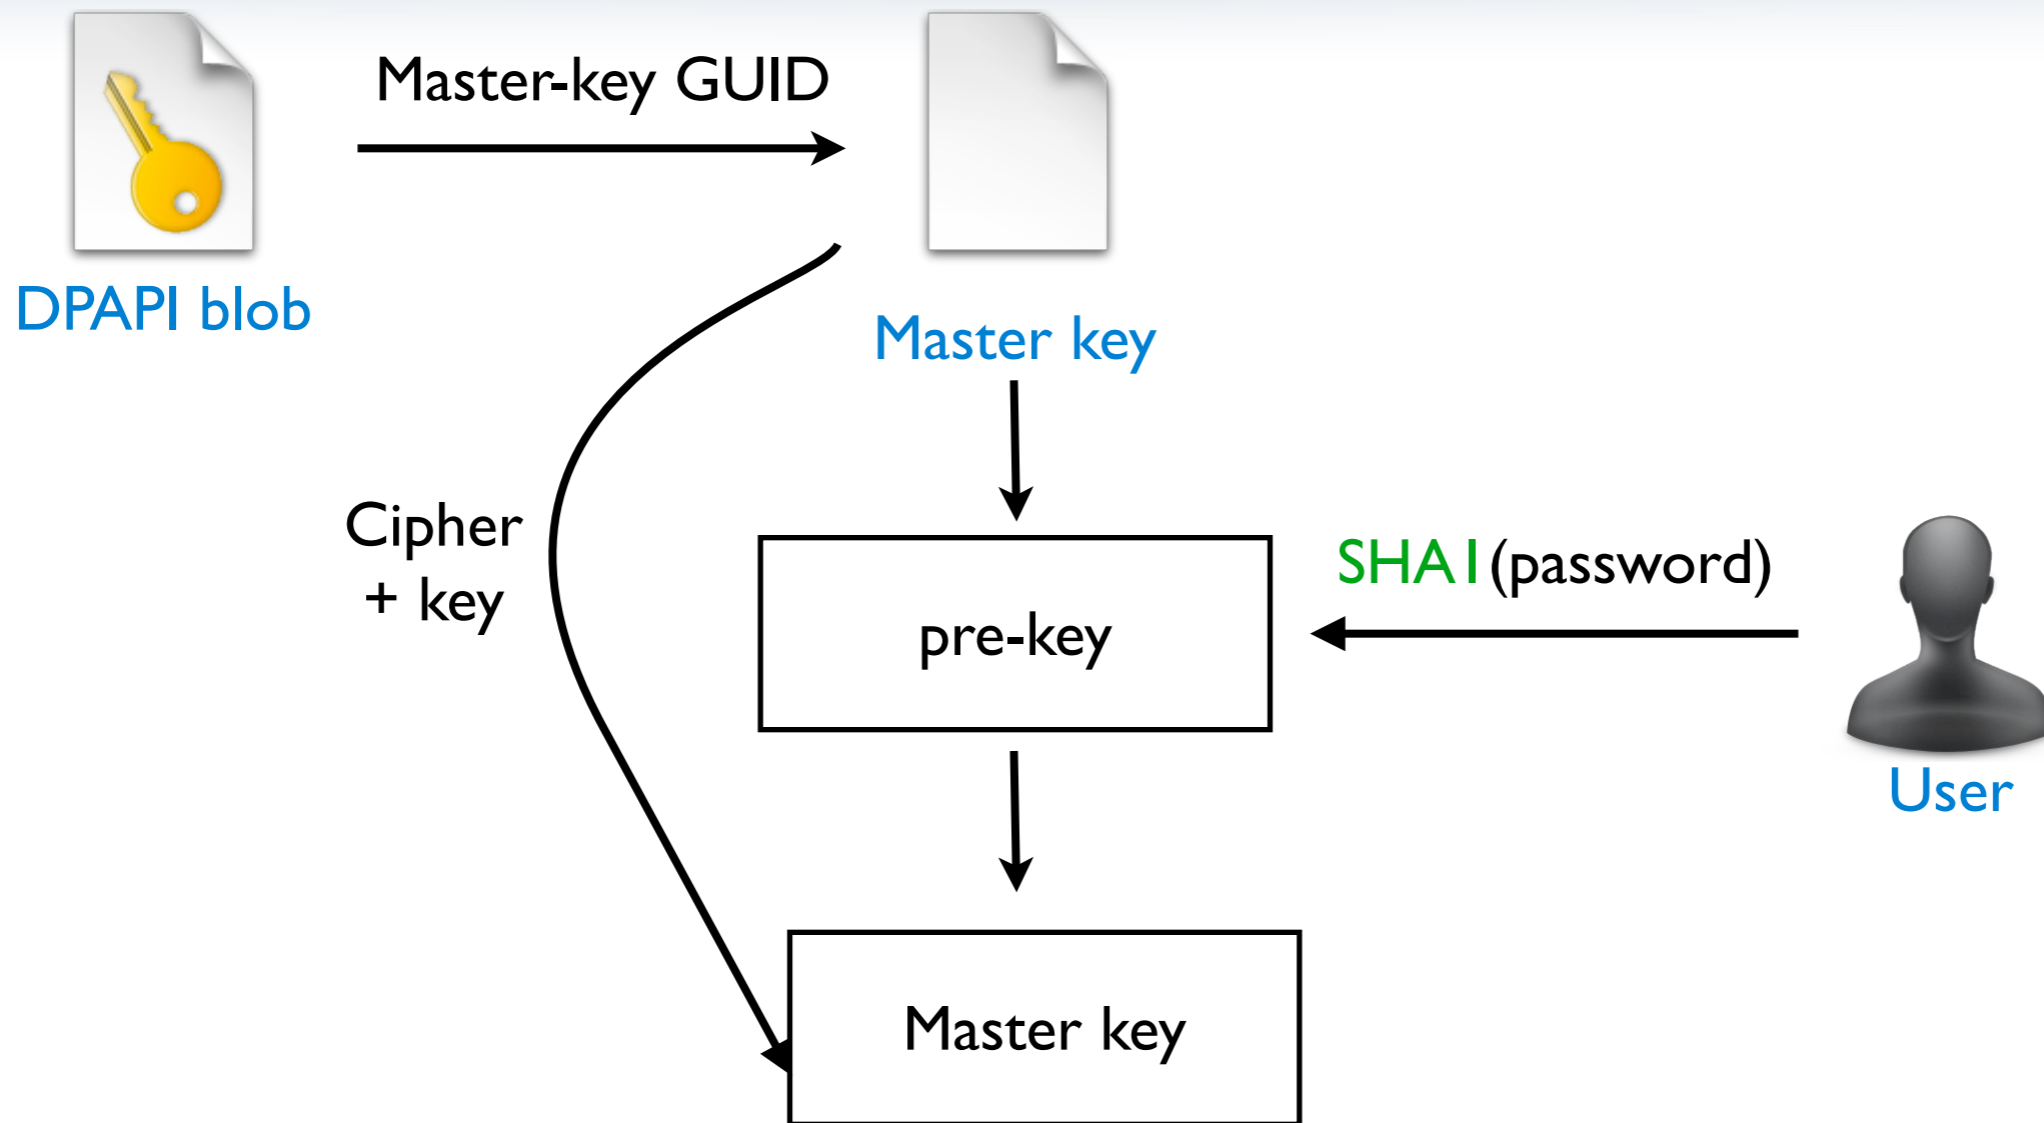 Master-key GUID
DPAPI blob
Master key
Cipher
+ key
SHA1(password)
pre-key
User
Master key